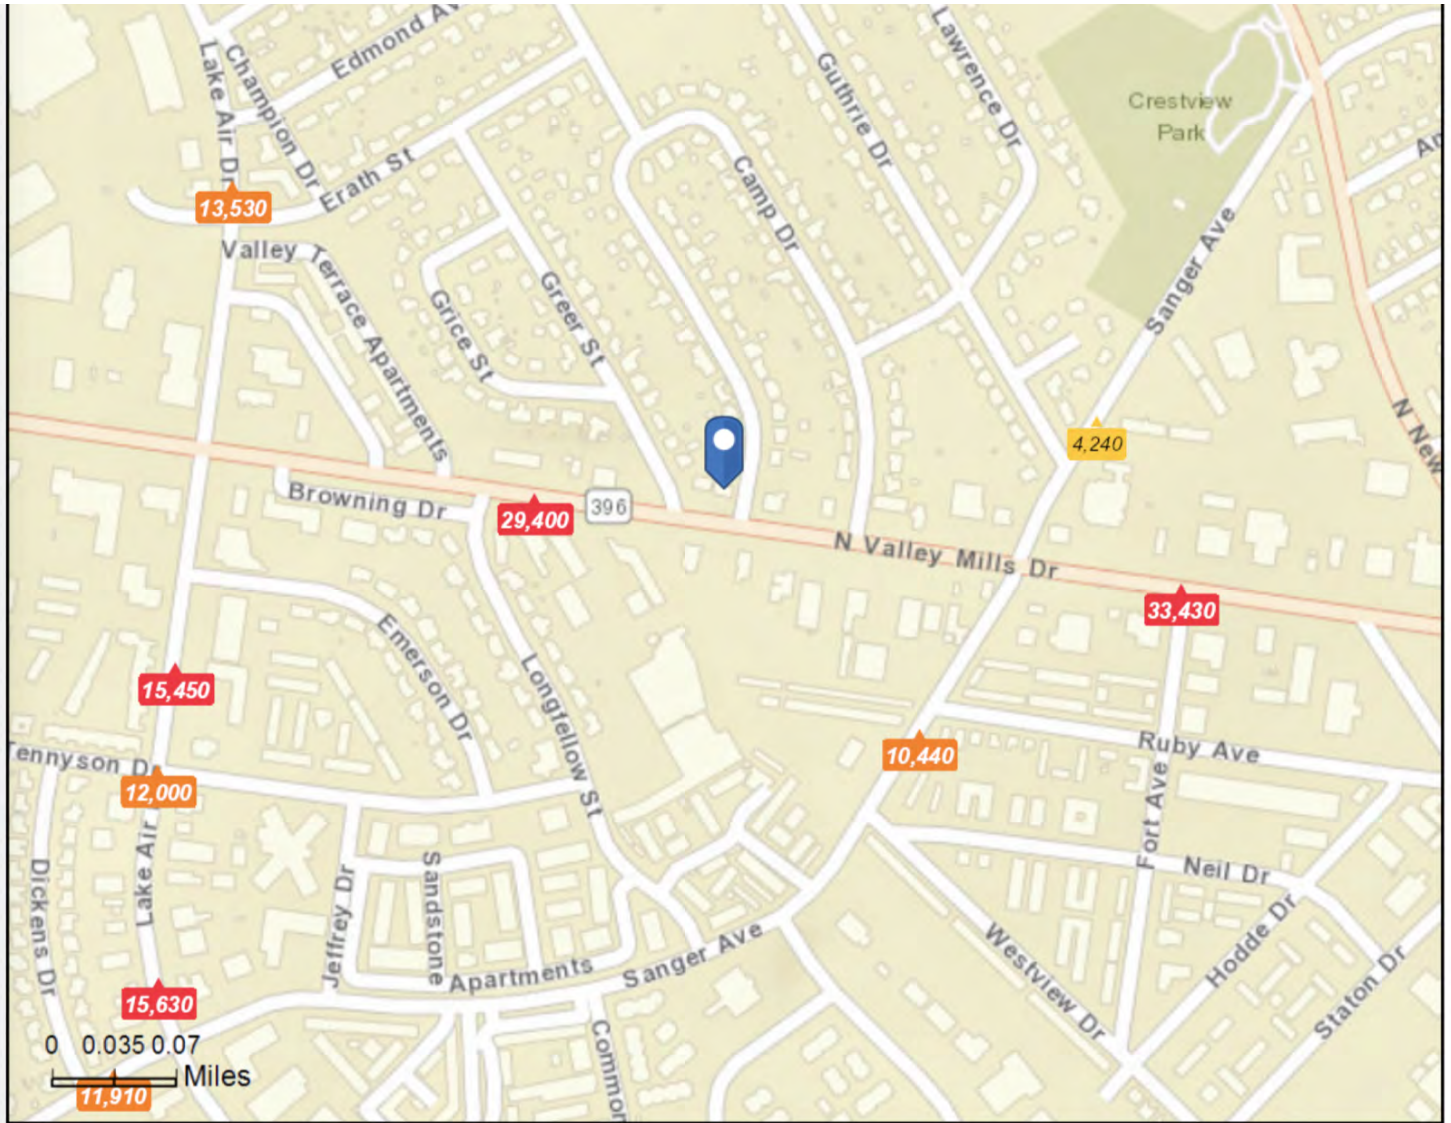 Edmond Av
Lake Air Dr
Champion Dr
Erath St
Guthrie Dr
Lawrence Dr
Crestview
Park
Camp Dr
13,530
Valley Terrace Apartments
Greer St
Grice St
Sanger Ave
N New
4,240
Browning Dr
29,400
396
N Valley Mills Dr
33,430
Emerson Dr
Longfellow St
15,450
10,440
Ruby Ave
Tennyson Dr
12,000
Lake Air
Fort Ave
Neil Dr
Dickens Dr
Jeffrey Dr
Sandstone
Apartments
Sanger Ave
Westview Dr
Hodde Dr
Staton Dr
15,630
Common
0 0.035 0.07
Miles
11,910